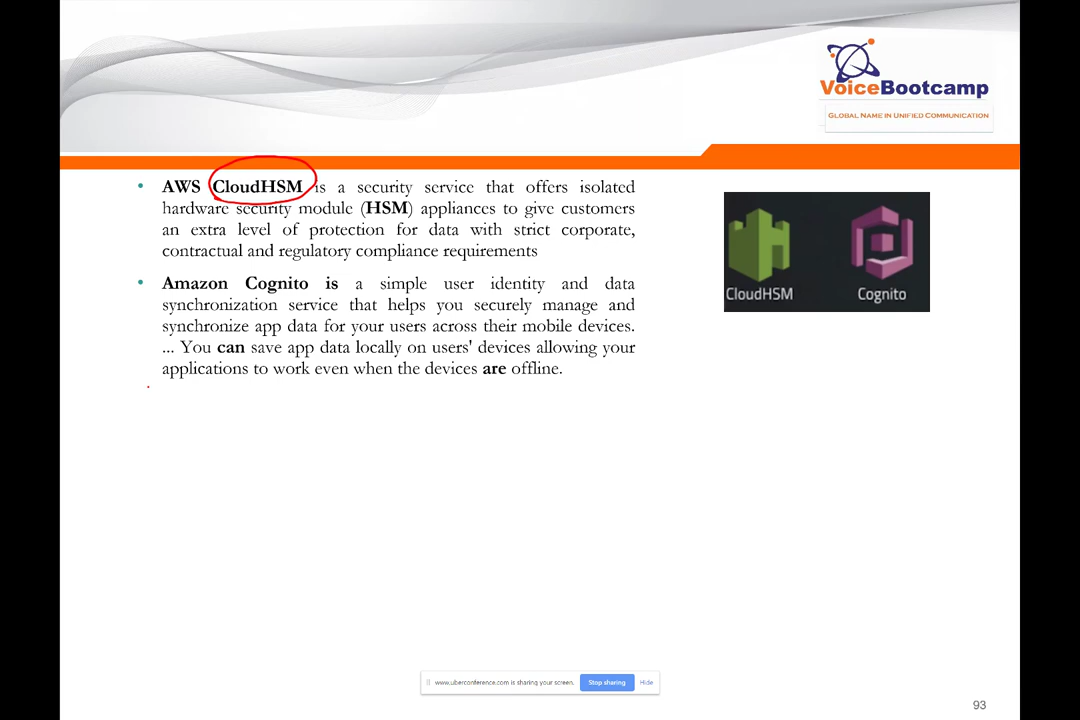 VoiceBootcamp
GLOBAL NAME IN UNIFIED COMMUNICATION
• AWS CloudHSM is a security service that offers isolated
hardware security module (HSM) appliances to give customers
an extra level of protection for data with strict corporate,
contractual and regulatory compliance requirements
• Amazon Cognito is a simple user identity and data
synchronization service that helps you securely manage and
synchronize app data for your users across their mobile devices.
... You can save app data locally on users' devices allowing your
applications to work even when the devices are offline.
CloudHSM Cognito
www.uberconference.com is sharing your screen. Stop sharing Hide
93